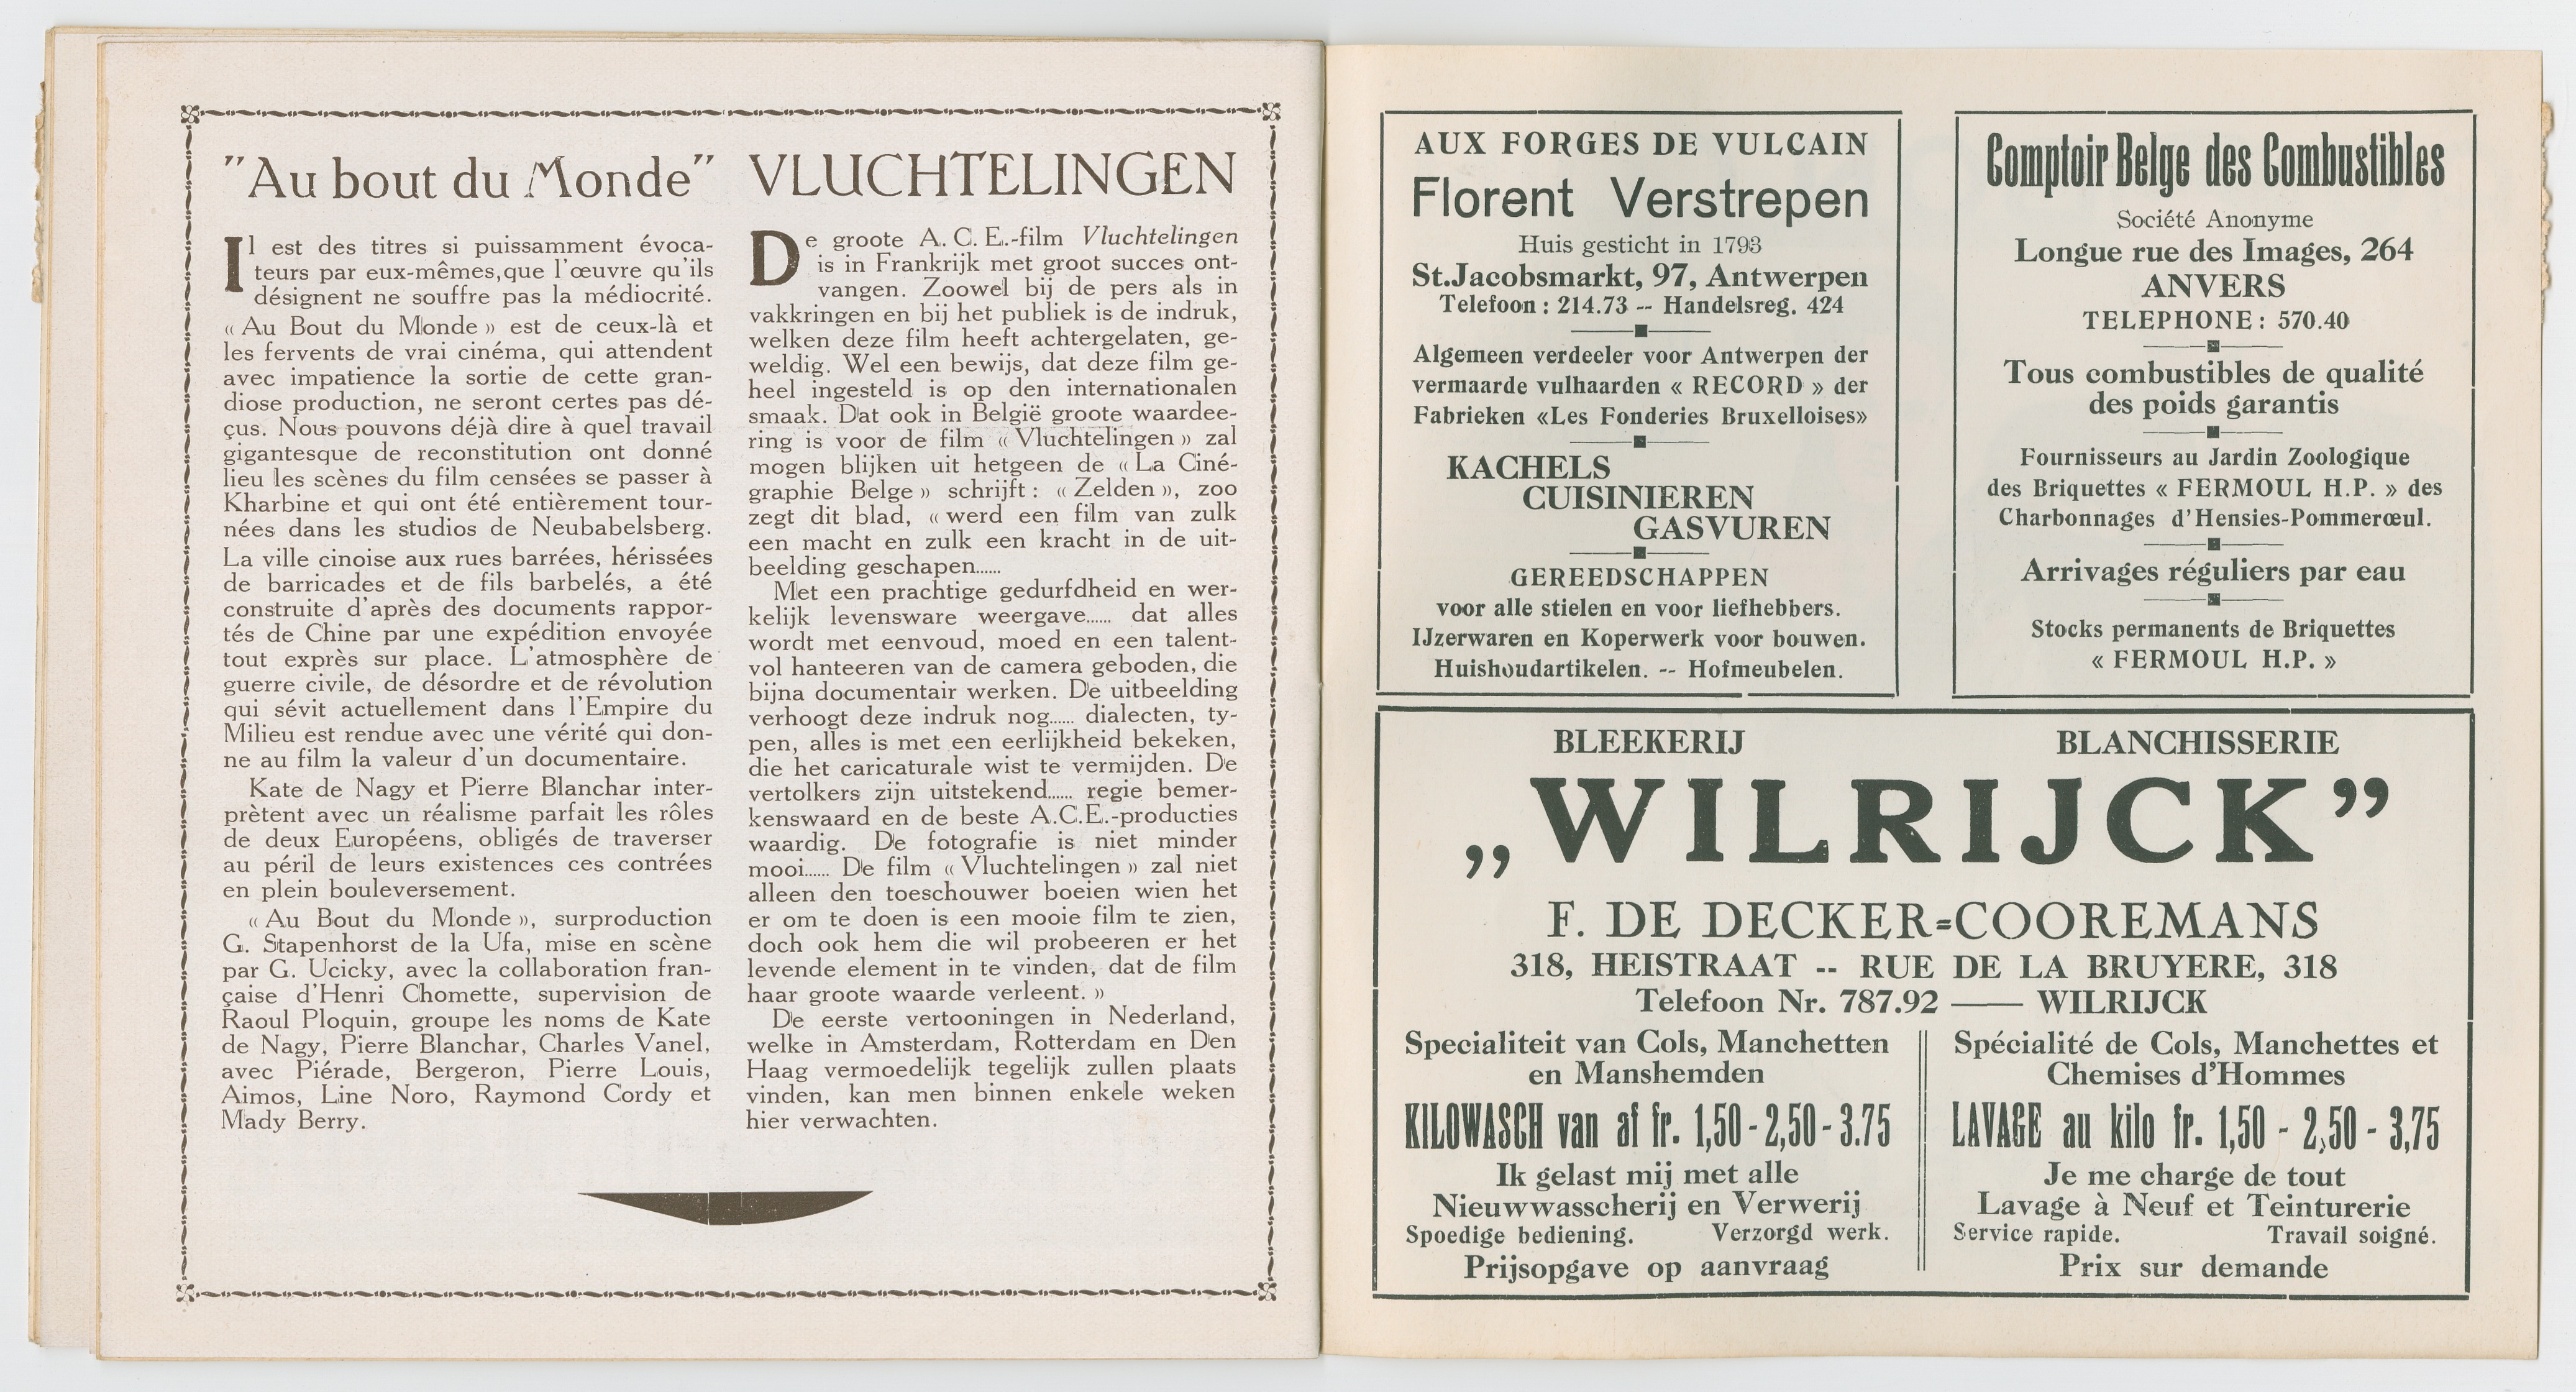 "Au bout du Monde"
Il est des titres si puissamment évoca-
teurs par eux-mêmes,que l'œuvre qu'ils
désignent ne souffre pas la médiocrité.
« Au Bout du Monde » est de ceux-là et
les fervents de vrai cinéma, qui attendent
avec impatience la sortie de cette gran-
diose production, ne seront certes pas dé-
çus. Nous pouvons déjà dire à quel travail
gigantesque de reconstitution ont donné
lieu les scènes du film censées se passer à
Kharbine et qui ont été entièrement tour-
nées dans les studios de Neubabelsberg.
La ville cinoise aux rues barrées, hérissées
de barricades et de fils barbelés, a été
construite d'après des documents rappor-
tés de Chine par une expédition envoyée
tout exprès sur place. L'atmosphère de
guerre civile, de désordre et de révolution
qui sévit actuellement dans l'Empire du
Milieu est rendue avec une vérité qui don-
ne au film la valeur d'un documentaire.
Kate de Nagy et Pierre Blanchar inter-
prètent avec un réalisme parfait les rôles
de deux Européens, obligés de traverser
au péril de leurs existences ces contrées
en plein bouleversement.
« Au Bout du Monde », surproduction
G. Stapenhorst de la Ufa, mise en scène
par G. Ucicky, avec la collaboration fran-
çaise d'Henri Chomette, supervision de
Raoul Ploquin, groupe les noms de Kate
de Nagy, Pierre Blanchar, Charles Vanel,
avec Piérade, Bergeron, Pierre Louis,
Aimos, Line Noro, Raymond Cordy et
Mady Berry.
VLUCHTELINGEN
De groote A. C. E.-film Vluchtelingen
is in Frankrijk met groot succes ont-
vangen. Zoowel bij de pers als in
vakkringen en bij het publiek is de indruk,
welken deze film heeft achtergelaten, ge-
weldig. Wel een bewijs, dat deze film ge-
heel ingesteld is op den internationalen
smaak. Dat ook in België groote waardee-
ring is voor de film « Vluchtelingen » zal
mogen blijken uit hetgeen de « La Ciné-
graphie Belge » schrijft : « Zelden », zoo
zegt dit blad, « werd een film van zulk
een macht en zulk een kracht in de uit-
beelding geschapen......
Met een prachtige gedurfdheid en wer-
kelijk levensware weergave...... dat alles
wordt met eenvoud, moed en een talent-
vol hanteeren van de camera geboden, die
bijna documentair werken. De uitbeelding
verhoogt deze indruk nog...... dialecten, ty-
pen, alles is met een eerlijkheid bekeken,
die het caricaturale wist te vermijden. De
vertolkers zijn uitstekend...... regie bemer-
kenswaard en de beste A.C.E.-producties
waardig. De fotografie is niet minder
mooi...... De film « Vluchtelingen » zal niet
alleen den toeschouwer boeien wien het
er om te doen is een mooie film te zien,
doch ook hem die wil probeeren er het
levende element in te vinden, dat de film
haar groote waarde verleent. »
De eerste vertooningen in Nederland,
welke in Amsterdam, Rotterdam en Den
Haag vermoedelijk tegelijk zullen plaats
vinden, kan men binnen enkele weken
hier verwachten.
AUX FORGES DE VULCAIN
Florent Verstrepen
Huis gesticht in 1793
St.Jacobsmarkt, 97, Antwerpen
Telefoon : 214.73 -- Handelsreg. 424
Algemeen verdeeler voor Antwerpen der
vermaarde vulhaarden « RECORD » der
Fabrieken «Les Fonderies Bruxelloises»
KACHELS
CUISINIEREN
GASVUREN
GEREEDSCHAPPEN
voor alle stielen en voor liefhebbers.
IJzerwaren en Koperwerk voor bouwen.
Huishoudartikelen. -- Hofmeubelen.
Comptoir Belge des Combustibles
Société Anonyme
Longue rue des Images, 264
ANVERS
TELEPHONE : 570.40
Tous combustibles de qualité
des poids garantis
Fournisseurs au Jardin Zoologique
des Briquettes « FERMOUL H.P. » des
Charbonnages d'Hensies-Pommerœul.
Arrivages réguliers par eau
Stocks permanents de Briquettes
« FERMOUL H.P. »
BLEEKERIJ BLANCHISSERIE
„WILRIJCK”
F. DE DECKER=COOREMANS
318, HEISTRAAT -- RUE DE LA BRUYERE, 318
Telefoon Nr. 787.92 —— WILRIJCK
Specialiteit van Cols, Manchetten
en Manshemden
KILOWASCH van af fr. 1,50 - 2,50 - 3.75
Ik gelast mij met alle
Nieuwwasscherij en Verwerij
Spoedige bediening. Verzorgd werk.
Prijsopgave op aanvraag
Spécialité de Cols, Manchettes et
Chemises d'Hommes
LAVAGE au kilo fr. 1,50 - 2,50 - 3,75
Je me charge de tout
Lavage à Neuf et Teinturerie
Service rapide. Travail soigné.
Prix sur demande